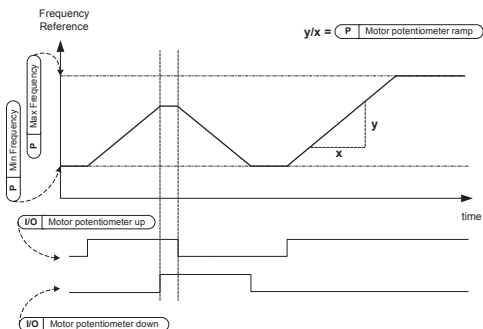 Frequency
Reference
y/x = P Motor potentiometer ramp
P Max Frequency
P Min Frequency
y
x
time
I/O Motor potentiometer up
I/O Motor potentiometer down